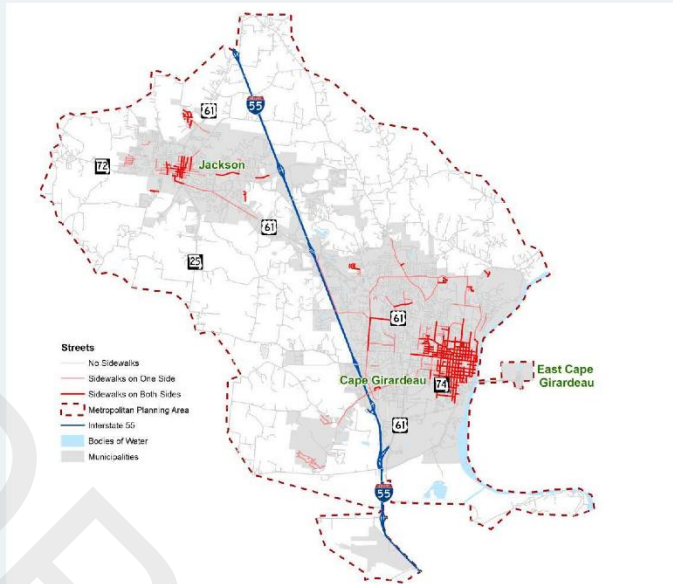 61
55
Jackson
72
61
25
61
Streets
No Sidewalks
Sidewalks on One Side
Sidewalks on Both Sides
Metropolitan Planning Area
Interstate 55
Bodies of Water
Municipalities
East Cape
Girardeau
Cape Girardeau
74
61
55